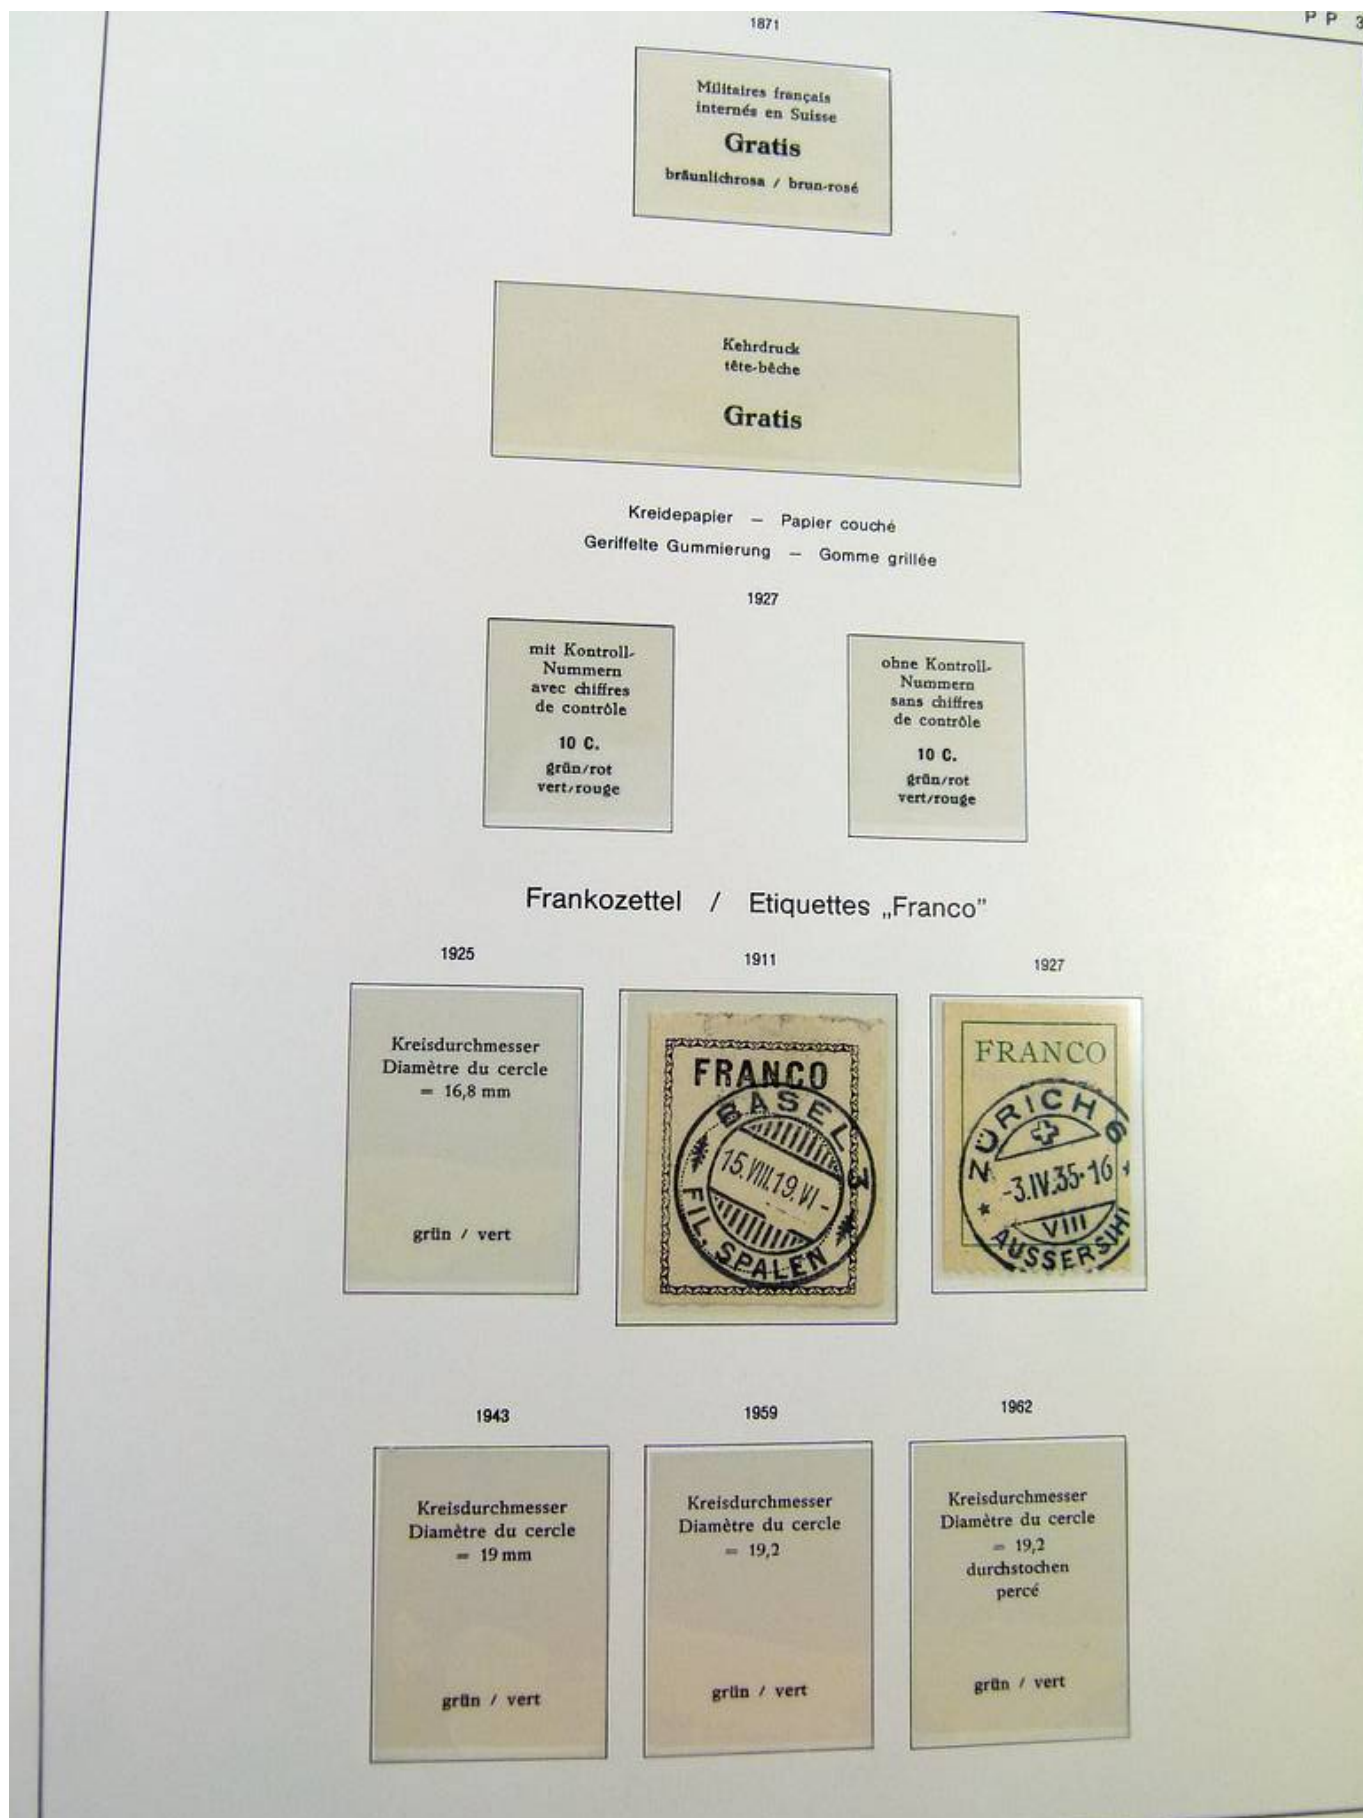 PP 3
1871
Militaires français
internés en Suisse
Gratis
bräunlichrosa / brun-rosé
Kehrdruck
tête-bêche
Gratis
Kreidepapier — Papier couché
Geriffelte Gummierung — Gomme grillée
1927
mit Kontroll-
Nummern
avec chiffres
de contrôle
10 C.
grün/rot
vert/rouge
ohne Kontroll-
Nummern
sans chiffres
de contrôle
10 C.
grün/rot
vert/rouge
Frankozettel / Etiquettes „Franco”
1925
Kreisdurchmesser
Diamètre du cercle
= 16,8 mm
grün / vert
1911
FRANCO
BASEL 3
15.VIII.19.VI-
FIL. SPALEN
1927
FRANCO
ZÜRICH 6
-3.IV.35-16
VIII
AUSSERSIHL
1943
Kreisdurchmesser
Diamètre du cercle
= 19 mm
grün / vert
1959
Kreisdurchmesser
Diamètre du cercle
= 19,2
grün / vert
1962
Kreisdurchmesser
Diamètre du cercle
= 19,2
durchstochen
percé
grün / vert